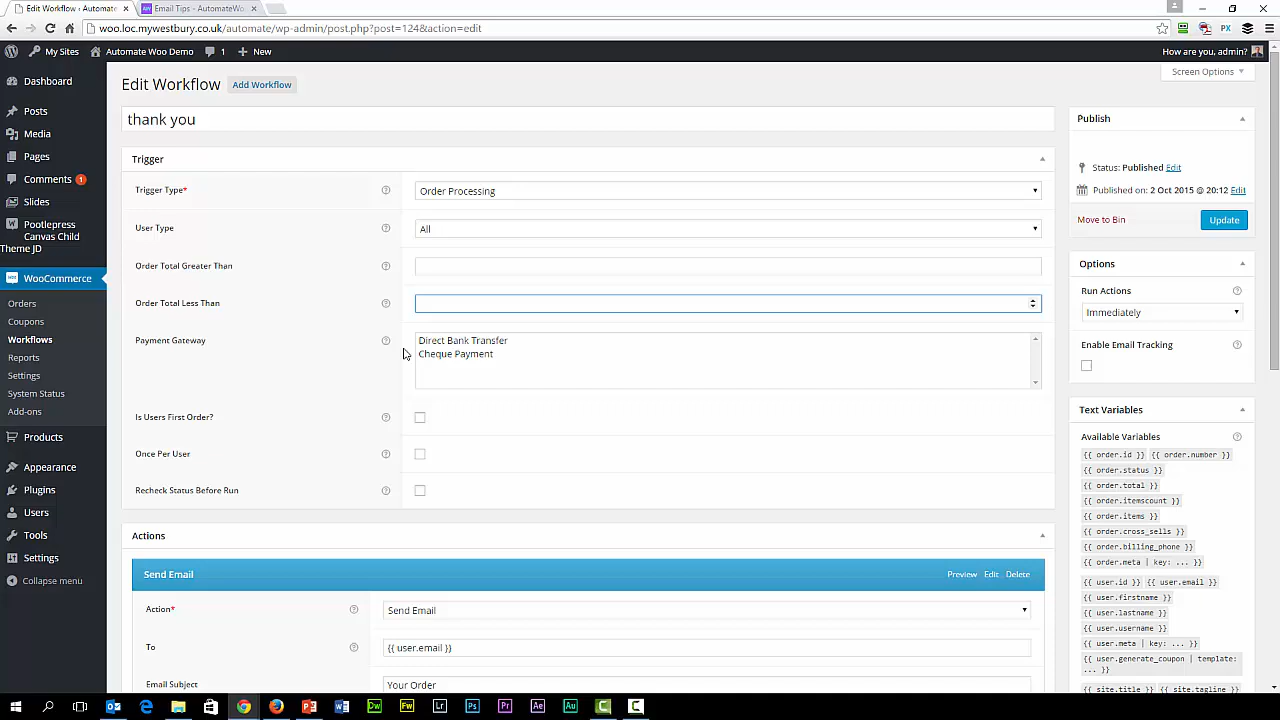 Edit Workflow ‹ Automate
Email Tips - AutomateWo
woo.loc.mywestbury.co.uk/automate/wp-admin/post.php?post=124&action=edit
My Sites
Automate Woo Demo
1
New
How are you, admin?
Screen Options
Dashboard
Posts
Media
Pages
Comments 1
Slides
Pootlepress
Canvas Child
Theme JD
WooCommerce
Orders
Coupons
Workflows
Reports
Settings
System Status
Add-ons
Products
Appearance
Plugins
Users
Tools
Settings
Collapse menu
Edit Workflow Add Workflow
thank you
Trigger
Trigger Type* Order Processing
User Type All
Order Total Greater Than
Order Total Less Than
Payment Gateway Direct Bank Transfer
Cheque Payment
Is Users First Order?
Once Per User
Recheck Status Before Run
Actions
Send Email Preview Edit Delete
Action* Send Email
To {{ user.email }}
Email Subject Your Order
Publish
Status: Published Edit
Published on: 2 Oct 2015 @ 20:12 Edit
Move to Bin Update
Options
Run Actions
Immediately
Enable Email Tracking
Text Variables
Available Variables
{{ order.id }} {{ order.number }}
{{ order.status }}
{{ order.total }}
{{ order.itemscount }}
{{ order.items }}
{{ order.cross_sells }}
{{ order.billing_phone }}
{{ order.meta | key: ... }}
{{ user.id }} {{ user.email }}
{{ user.firstname }}
{{ user.lastname }}
{{ user.username }}
{{ user.meta | key: ... }}
{{ user.generate_coupon | template:
... }}
{{ site.title }} {{ site.tagline }}